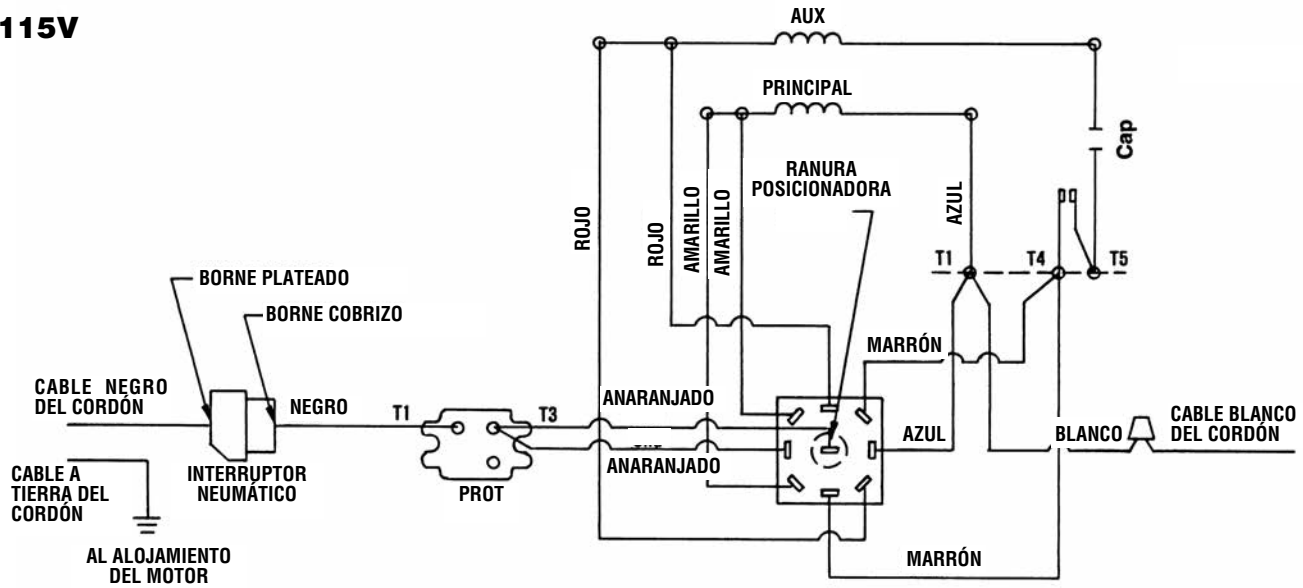 115V
AUX
PRINCIPAL
Cap
RANURA
POSICIONADORA
ROJO
ROJO
AMARILLO
AMARILLO
AZUL
T1
T4
T5
BORNE PLATEADO
BORNE COBRIZO
MARRÓN
CABLE NEGRO
DEL CORDÓN
NEGRO
T1
T3
ANARANJADO
AZUL
BLANCO
CABLE BLANCO
DEL CORDÓN
ANARANJADO
CABLE A
TIERRA DEL
CORDÓN
INTERRUPTOR
NEUMÁTICO
PROT
AL ALOJAMIENTO
DEL MOTOR
MARRÓN